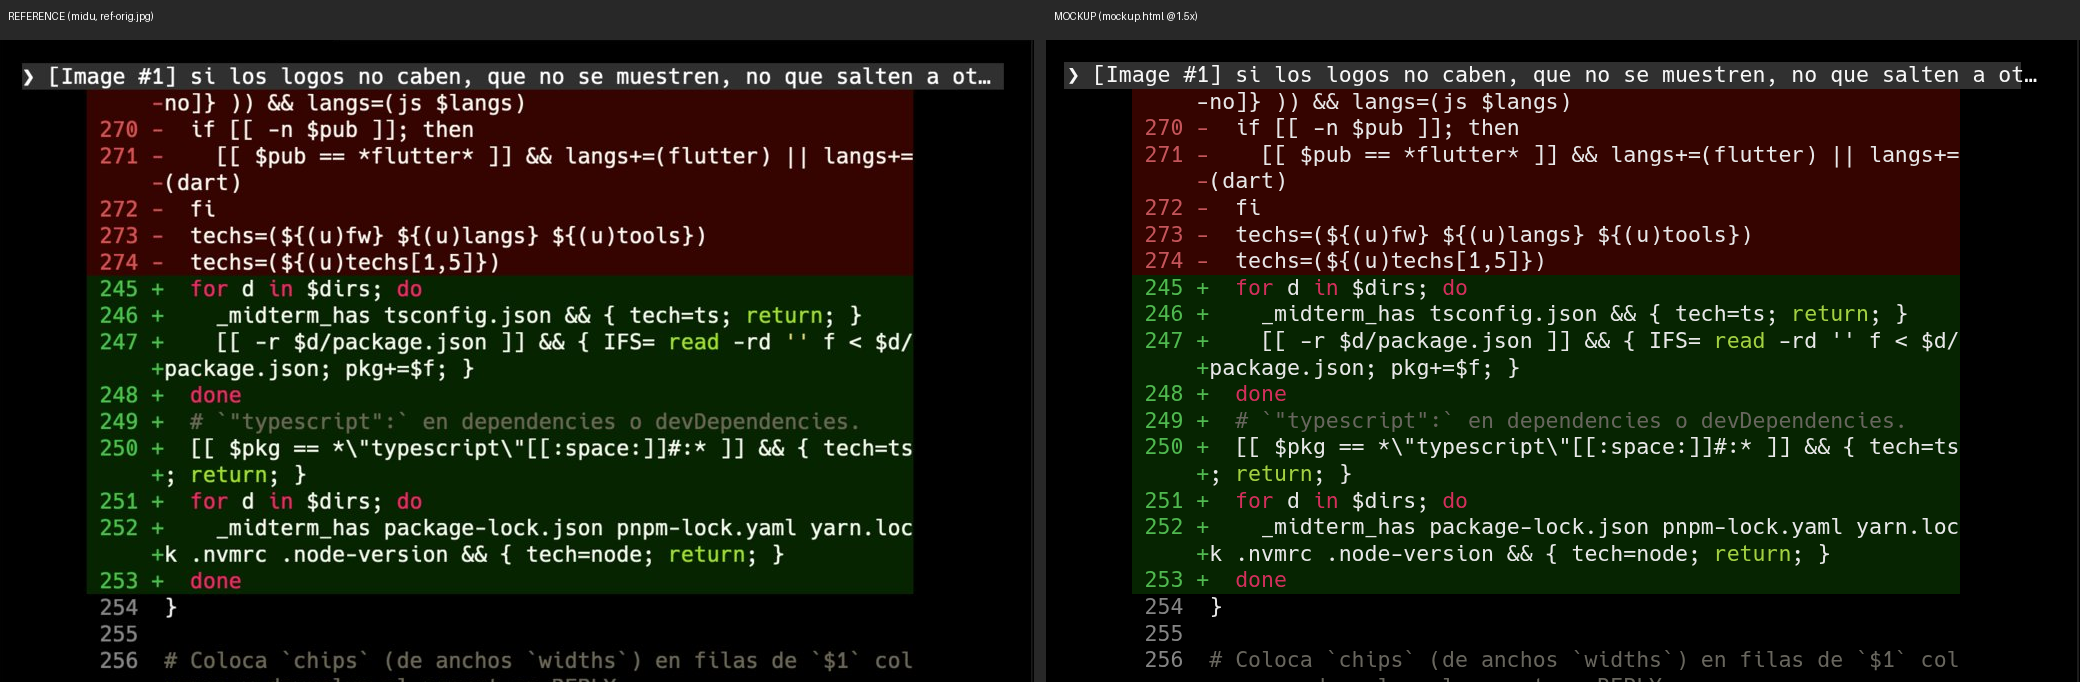 REFERENCE (midu, ref-orig.jpg)
❯ [Image #1] si los logos no caben, que no se muestren, no que salten a ot…
-no]} )) && langs=(js $langs)
270 -  if [[ -n $pub ]]; then
271 -    [[ $pub == *flutter* ]] && langs+=(flutter) || langs+=
-(dart)
272 -  fi
273 -  techs=(${(u)fw} ${(u)langs} ${(u)tools})
274 -  techs=(${(u)techs[1,5]})
245 +  for d in $dirs; do
246 +    _midterm_has tsconfig.json && { tech=ts; return; }
247 +    [[ -r $d/package.json ]] && { IFS= read -rd '' f < $d/
+package.json; pkg+=$f; }
248 +  done
249 +  # `"typescript":` en dependencies o devDependencies.
250 +  [[ $pkg == *\"typescript\"[[:space:]]#:* ]] && { tech=ts
+; return; }
251 +  for d in $dirs; do
252 +    _midterm_has package-lock.json pnpm-lock.yaml yarn.loc
+k .nvmrc .node-version && { tech=node; return; }
253 +  done
254  }
255
256  # Coloca `chips` (de anchos `widths`) en filas de `$1` col
MOCKUP (mockup.html @1.5x)
❯ [Image #1] si los logos no caben, que no se muestren, no que salten a ot…
-no]} )) && langs=(js $langs)
270 -  if [[ -n $pub ]]; then
271 -    [[ $pub == *flutter* ]] && langs+=(flutter) || langs+=
-(dart)
272 -  fi
273 -  techs=(${(u)fw} ${(u)langs} ${(u)tools})
274 -  techs=(${(u)techs[1,5]})
245 +  for d in $dirs; do
246 +    _midterm_has tsconfig.json && { tech=ts; return; }
247 +    [[ -r $d/package.json ]] && { IFS= read -rd '' f < $d/
+package.json; pkg+=$f; }
248 +  done
249 +  # `"typescript":` en dependencies o devDependencies.
250 +  [[ $pkg == *\"typescript\"[[:space:]]#:* ]] && { tech=ts
+; return; }
251 +  for d in $dirs; do
252 +    _midterm_has package-lock.json pnpm-lock.yaml yarn.loc
+k .nvmrc .node-version && { tech=node; return; }
253 +  done
254  }
255
256  # Coloca `chips` (de anchos `widths`) en filas de `$1` col